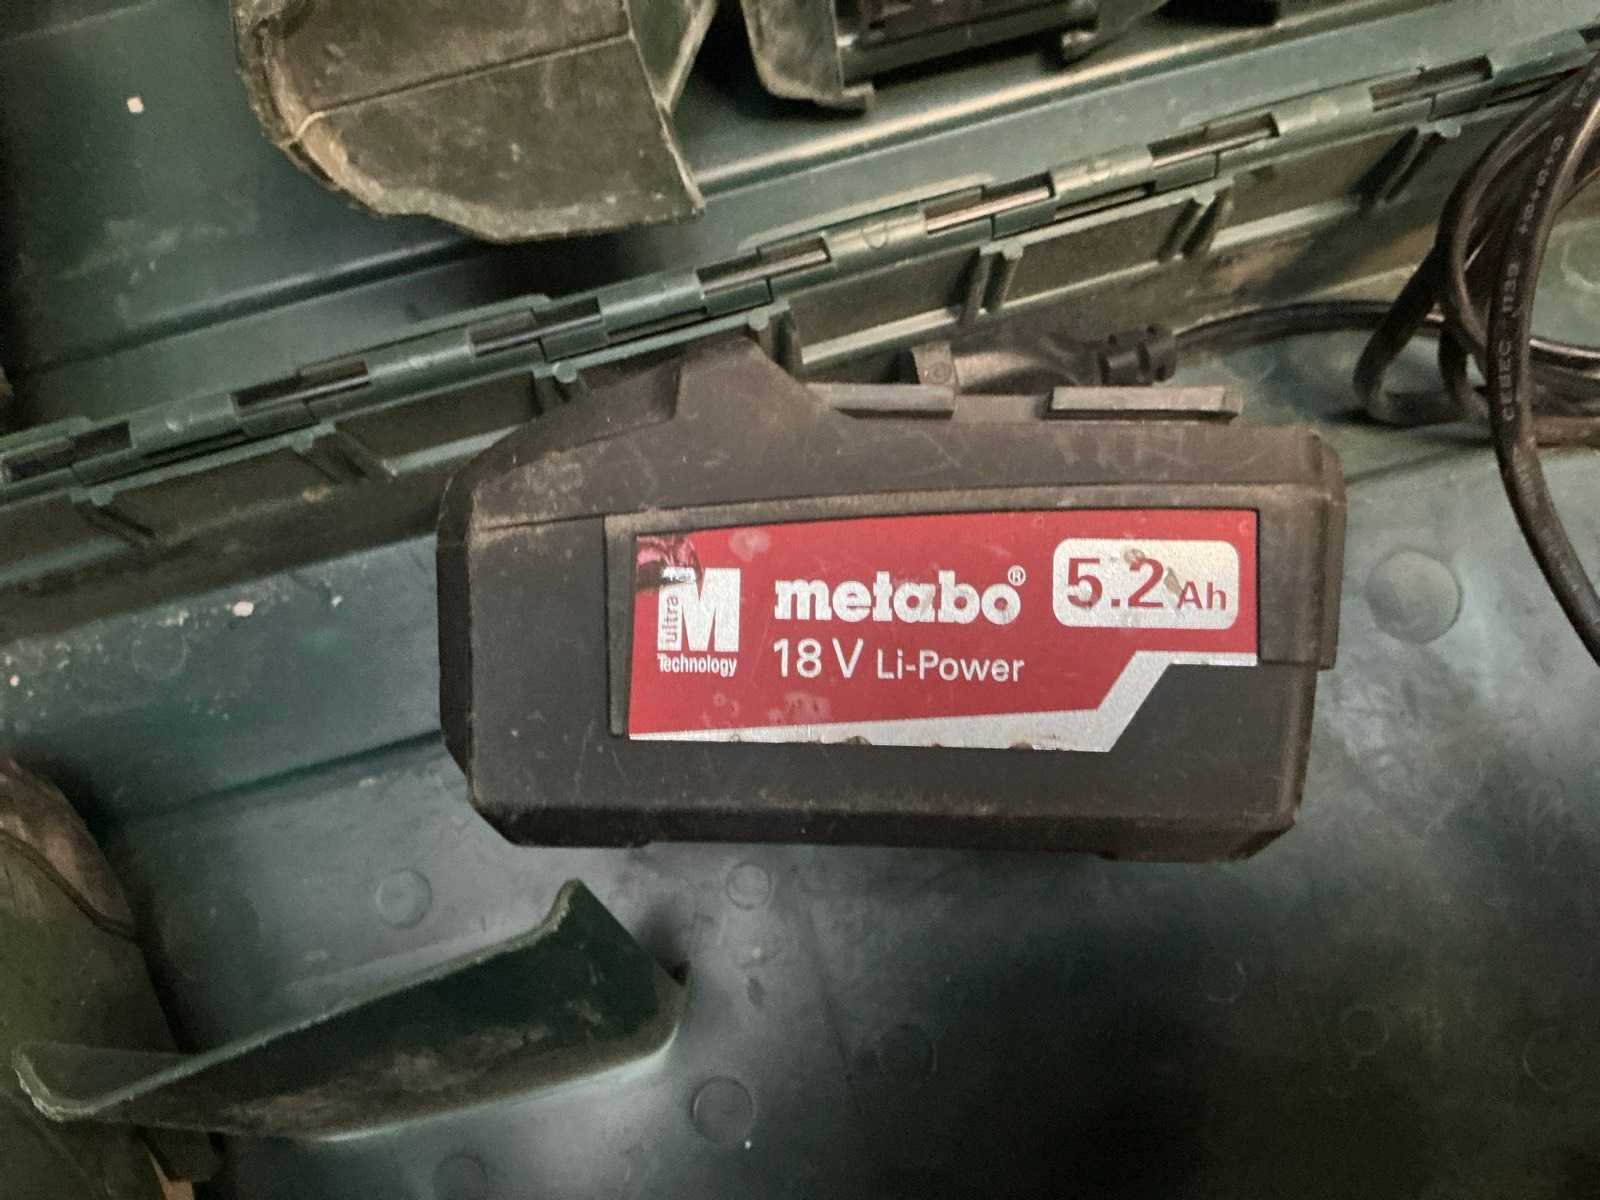 ultra M
Technology
metabo®
18 V Li-Power
5.2 Ah